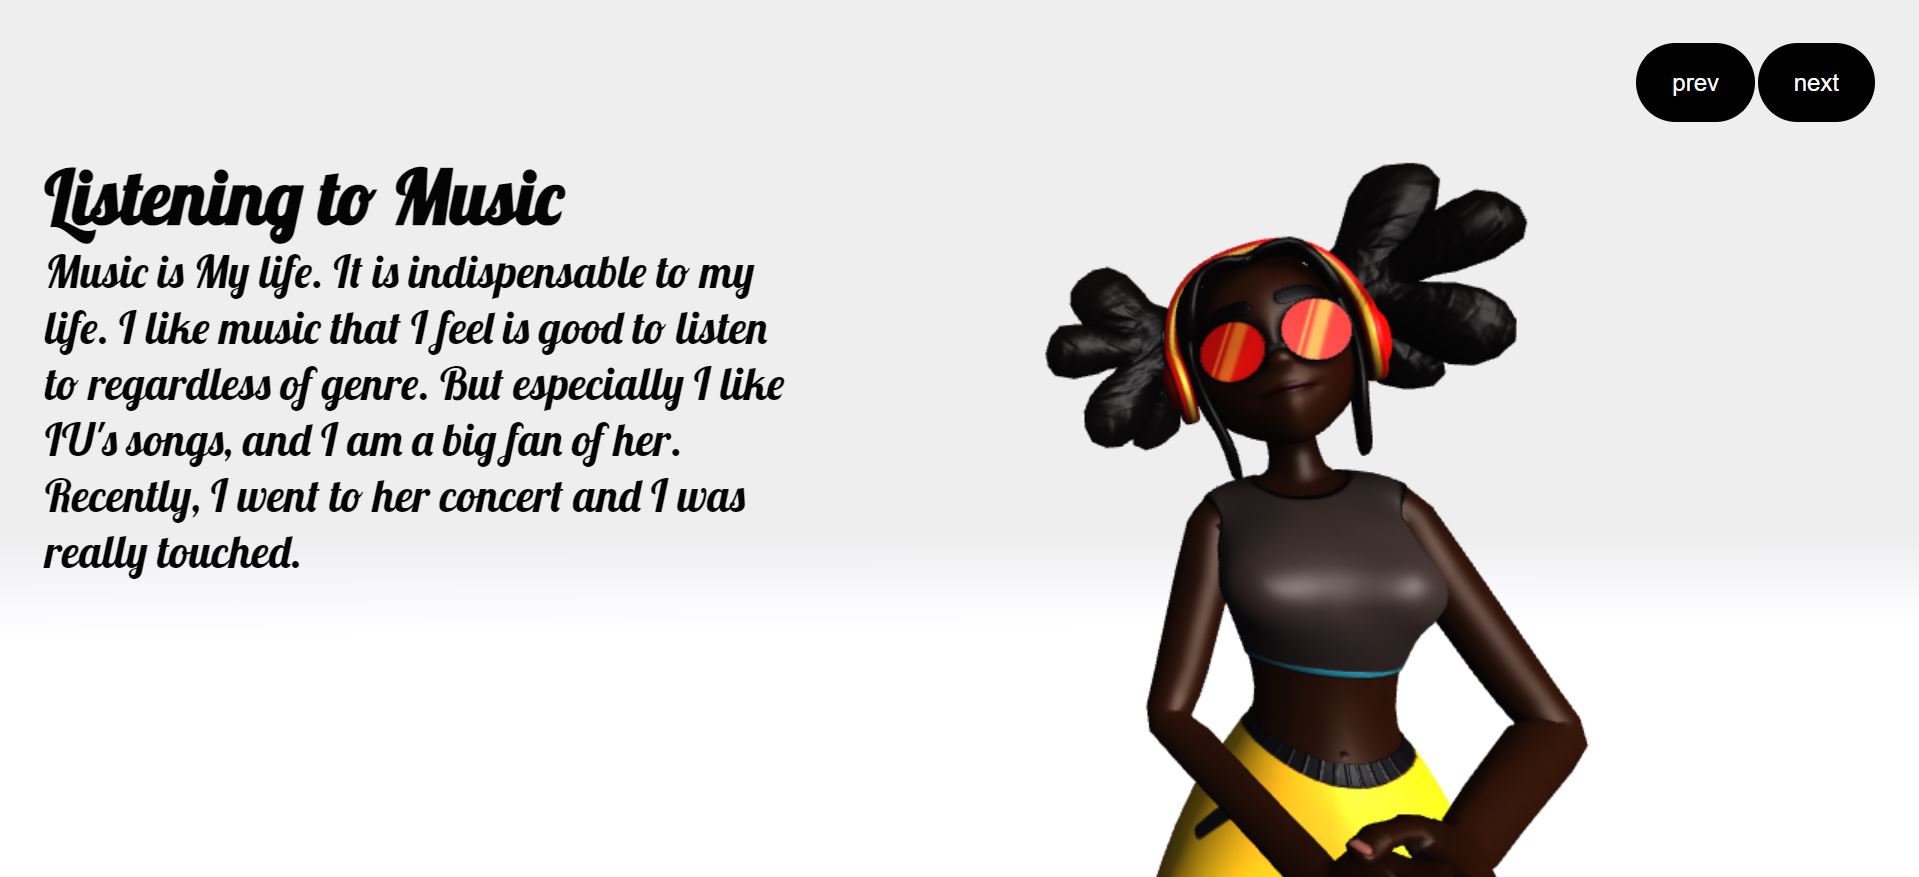 prev next
Listening to Music
Music is My life. It is indispensable to my
life. I like music that I feel is good to listen
to regardless of genre. But especially I like
IU's songs, and I am a big fan of her.
Recently, I went to her concert and I was
really touched.